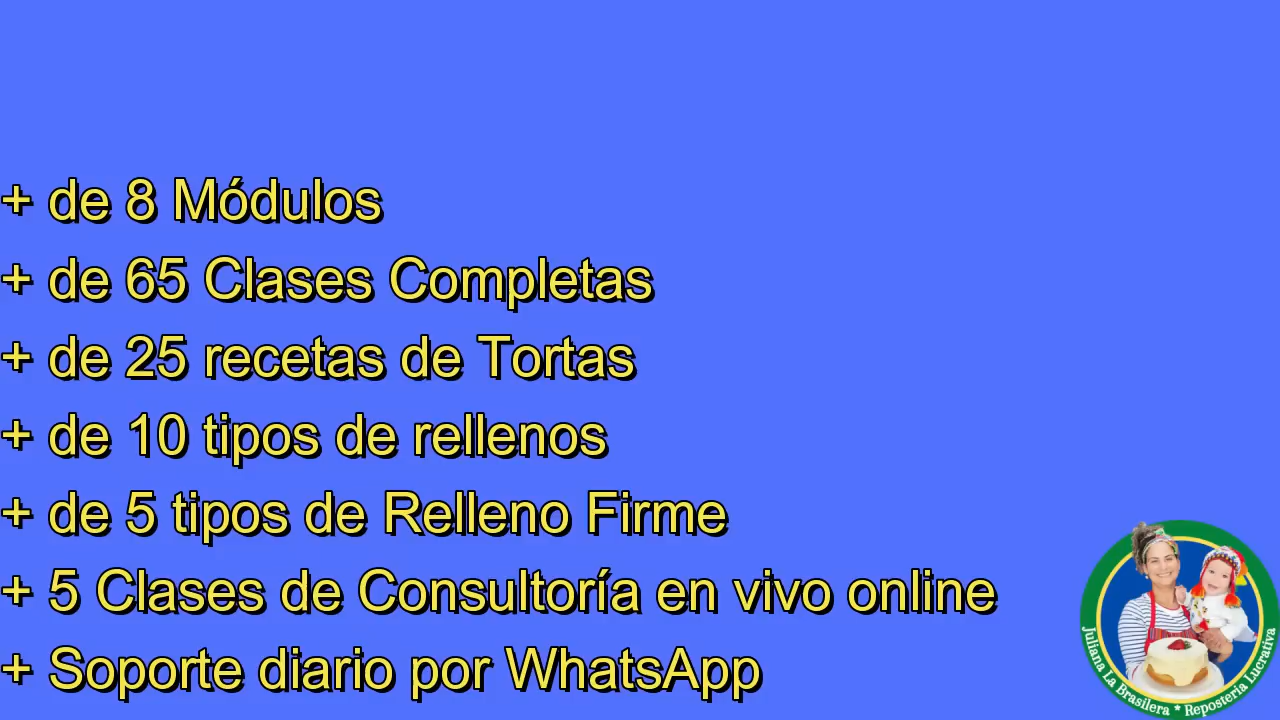 + de 8 Módulos
+ de 65 Clases Completas
+ de 25 recetas de Tortas
+ de 10 tipos de rellenos
+ de 5 tipos de Relleno Firme
+ 5 Clases de Consultoría en vivo online
+ Soporte diario por WhatsApp
Juliana La Brasilera * Reposteria Lucrativa